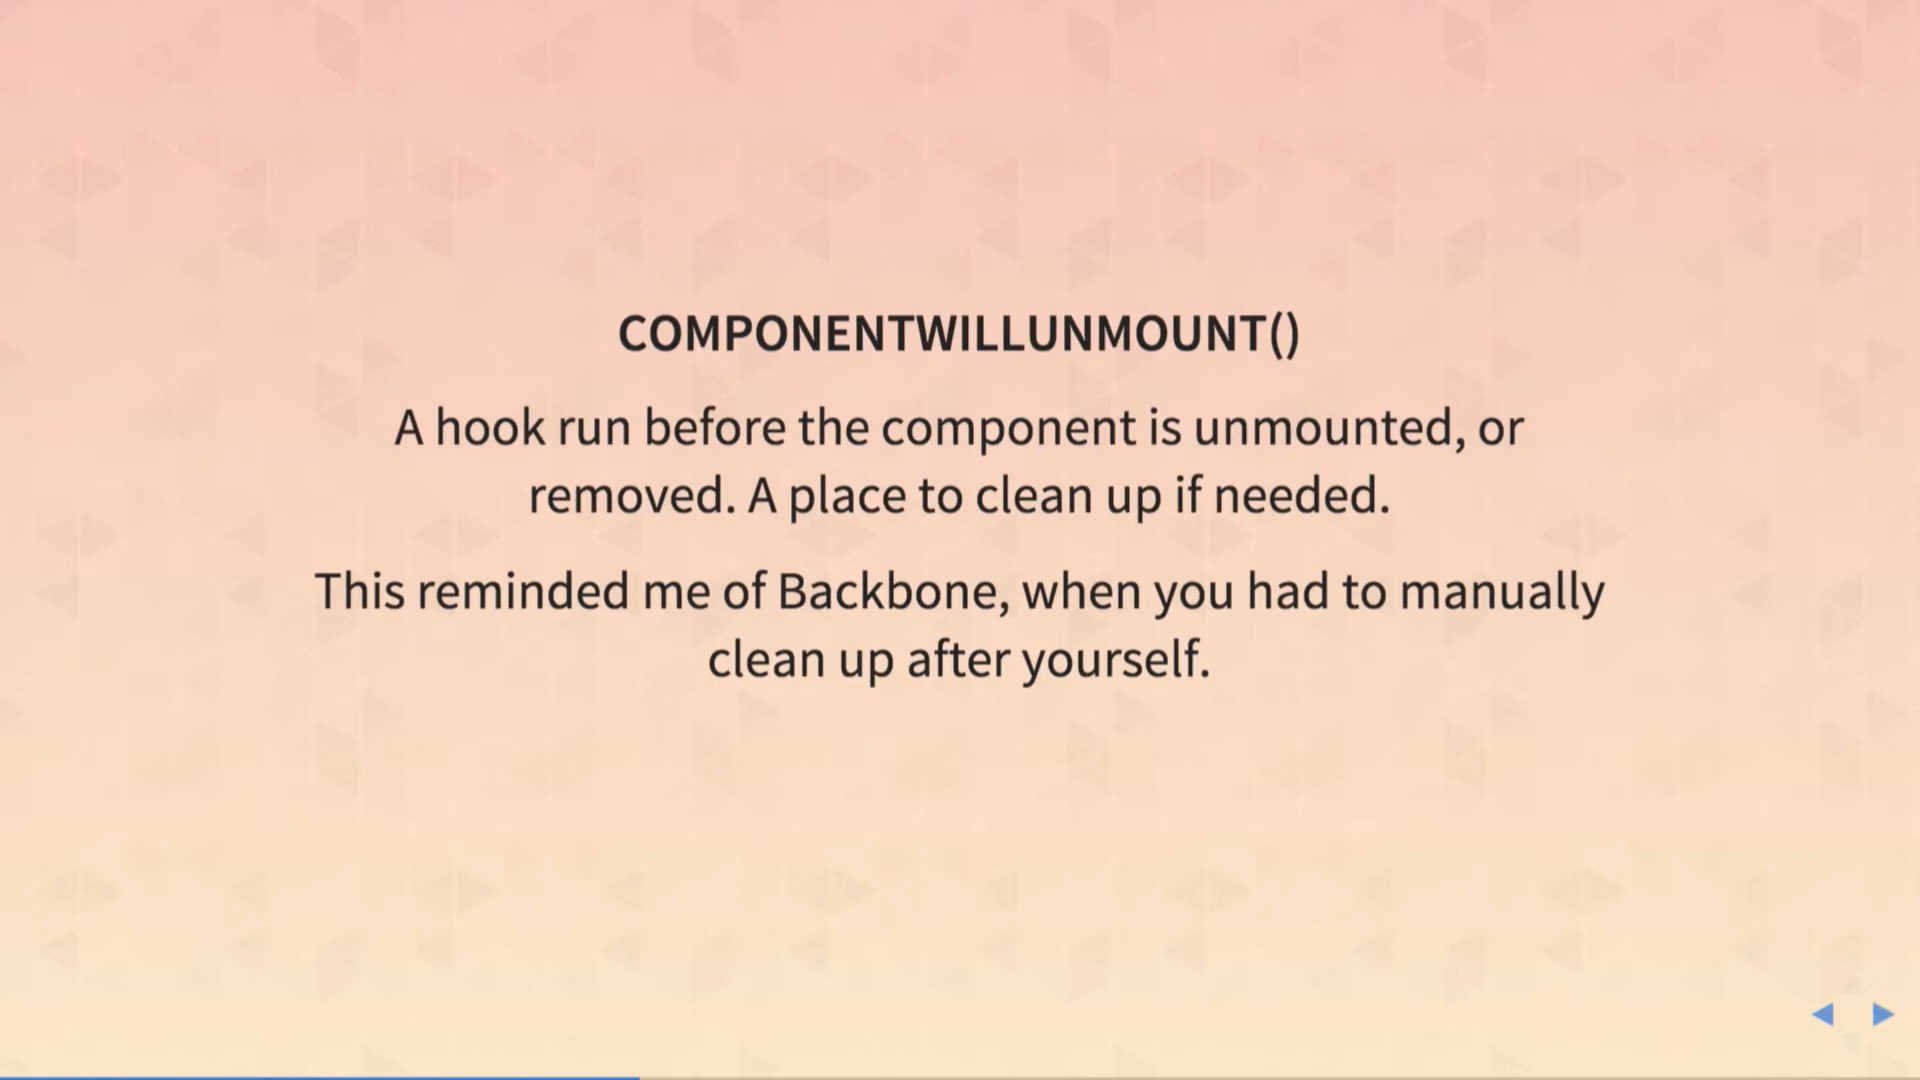 COMPONENTWILLUNMOUNT()
A hook run before the component is unmounted, or
removed. A place to clean up if needed.
This reminded me of Backbone, when you had to manually
clean up after yourself.